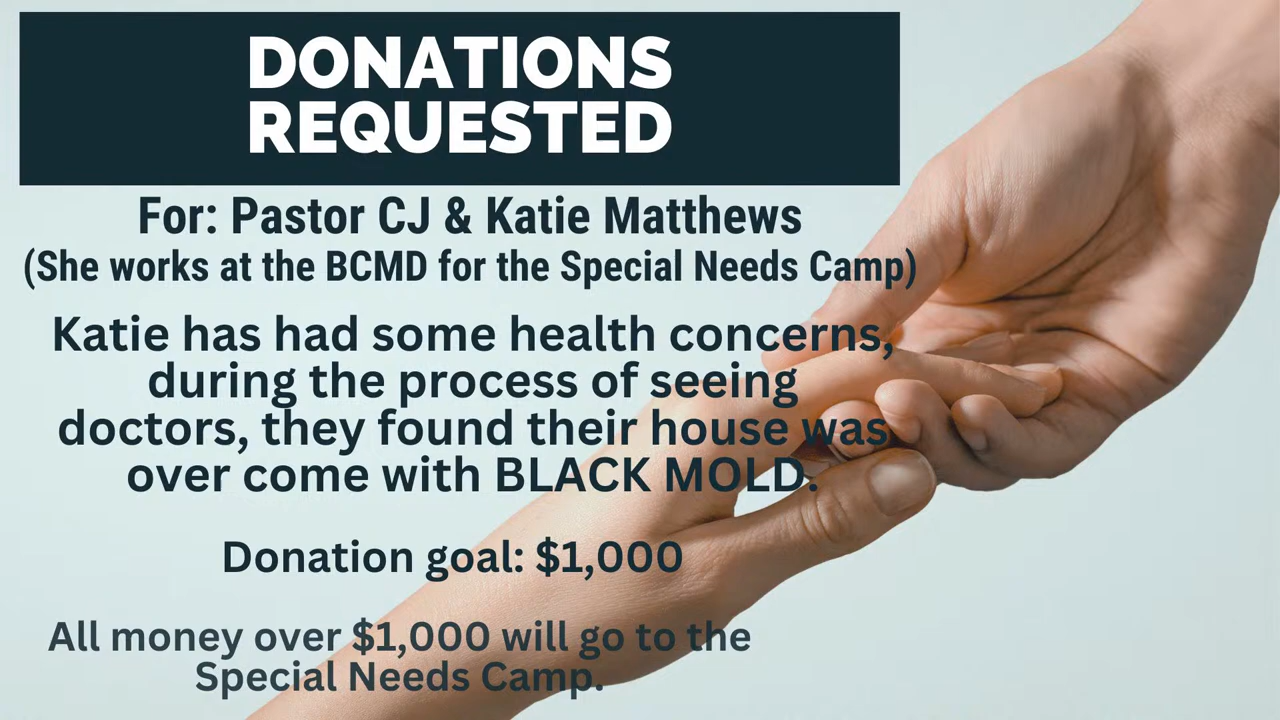 DONATIONS
REQUESTED
For: Pastor CJ & Katie Matthews
(She works at the BCMD for the Special Needs Camp)
Katie has had some health concerns,
during the process of seeing
doctors, they found their house was
over come with BLACK MOLD.
Donation goal: $1,000
All money over $1,000 will go to the
Special Needs Camp.